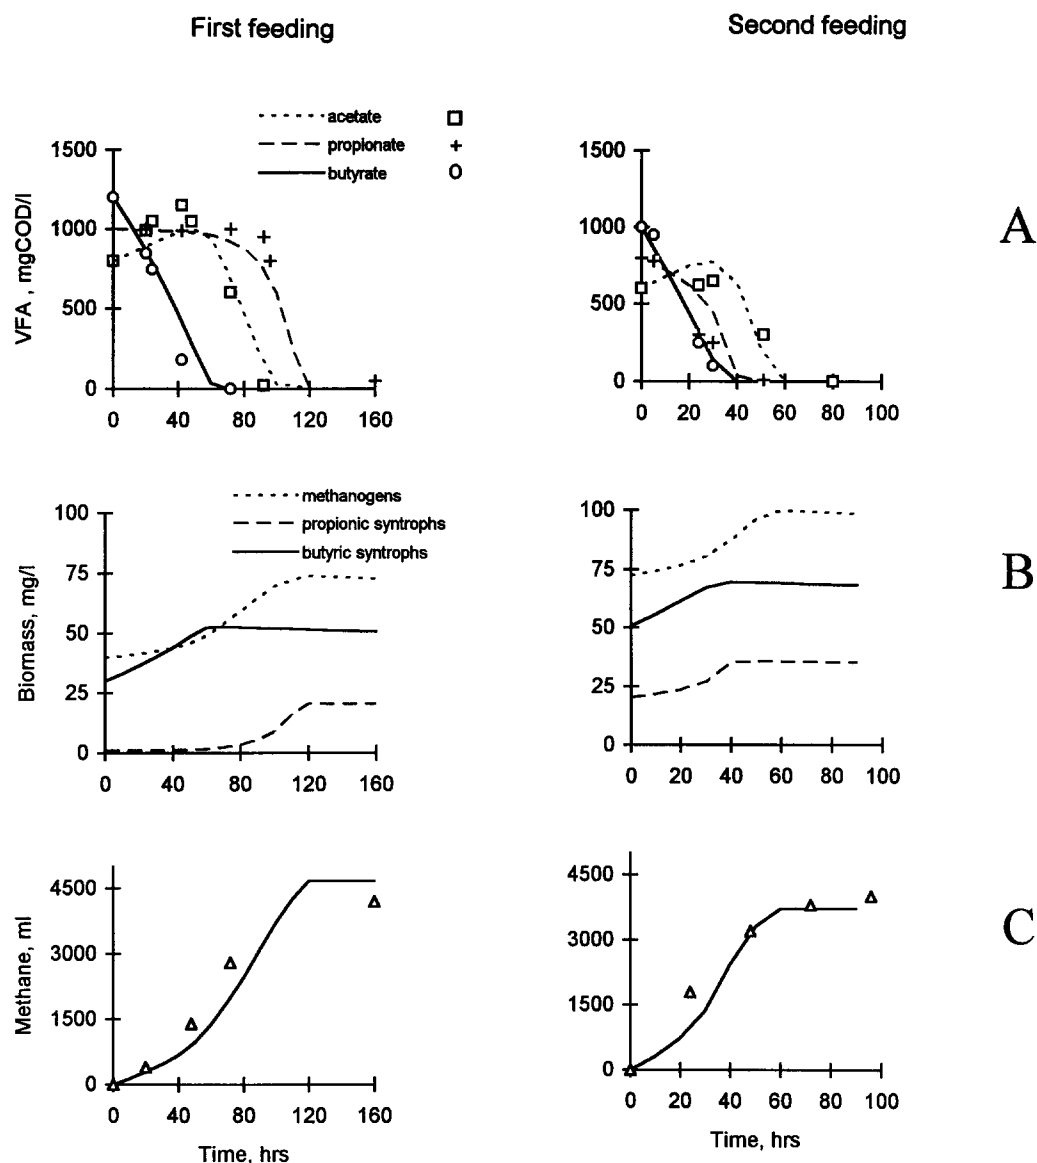 First feeding
Second feeding
acetate
propionate
butyrate
1500
1000
500
0
VFA , mgCOD/l
0 40 80 120 160
1500
1000
500
0
0 20 40 60 80 100
A
methanogens
propionic syntrophs
butyric syntrophs
100
75
50
25
0
Biomass, mg/l
0 40 80 120 160
100
75
50
25
0
0 20 40 60 80 100
B
4500
3000
1500
0
Methane, ml
0 40 80 120 160
Time, hrs
4500
3000
1500
0
0 20 40 60 80 100
Time, hrs
C